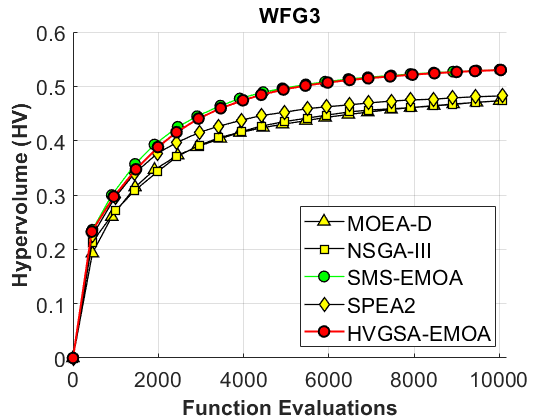 WFG3
Hypervolume (HV)
0.6
0.5
0.4
0.3
0.2
0.1
0
0 2000 4000 6000 8000 10000
Function Evaluations
MOEA-D
NSGA-III
SMS-EMOA
SPEA2
HVGSA-EMOA